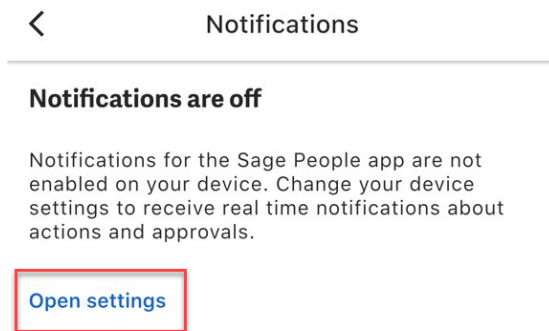 Notifications
Notifications are off
Notifications for the Sage People app are not
enabled on your device. Change your device
settings to receive real time notifications about
actions and approvals.
Open settings